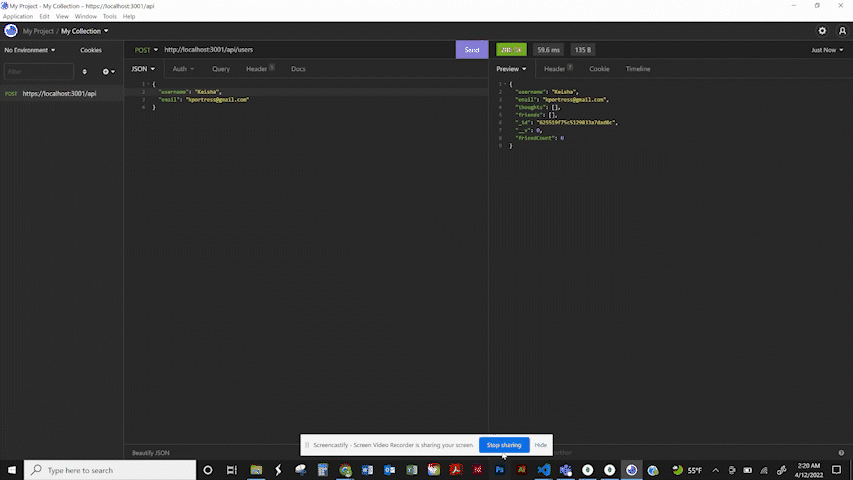 My Project - My Collection – https://localhost:3001/api
Application Edit View Window Tools Help
My Project / My Collection
No Environment Cookies
POST http://localhost:3001/api/users Send
59.6 ms 135 B Just Now
Filter
JSON Auth Query Header 5 Docs
Preview Header 7 Cookie Timeline
POST https://localhost:3001/api
1 {
2 "username": "Keisha",
3 "email": "kportress@gmail.com"
4 }
1 {
2 "username": "Keisha",
3 "email": "kportress@gmail.com",
4 "thoughts": [],
5 "friends": [],
6
7 "__v": 0,
8 "friendCount": 0
9 }
Screencastify - Screen Video Recorder is sharing your screen. Stop sharing Hide
Beautify JSON
Type here to search
55°F
2:20 AM
4/12/2022